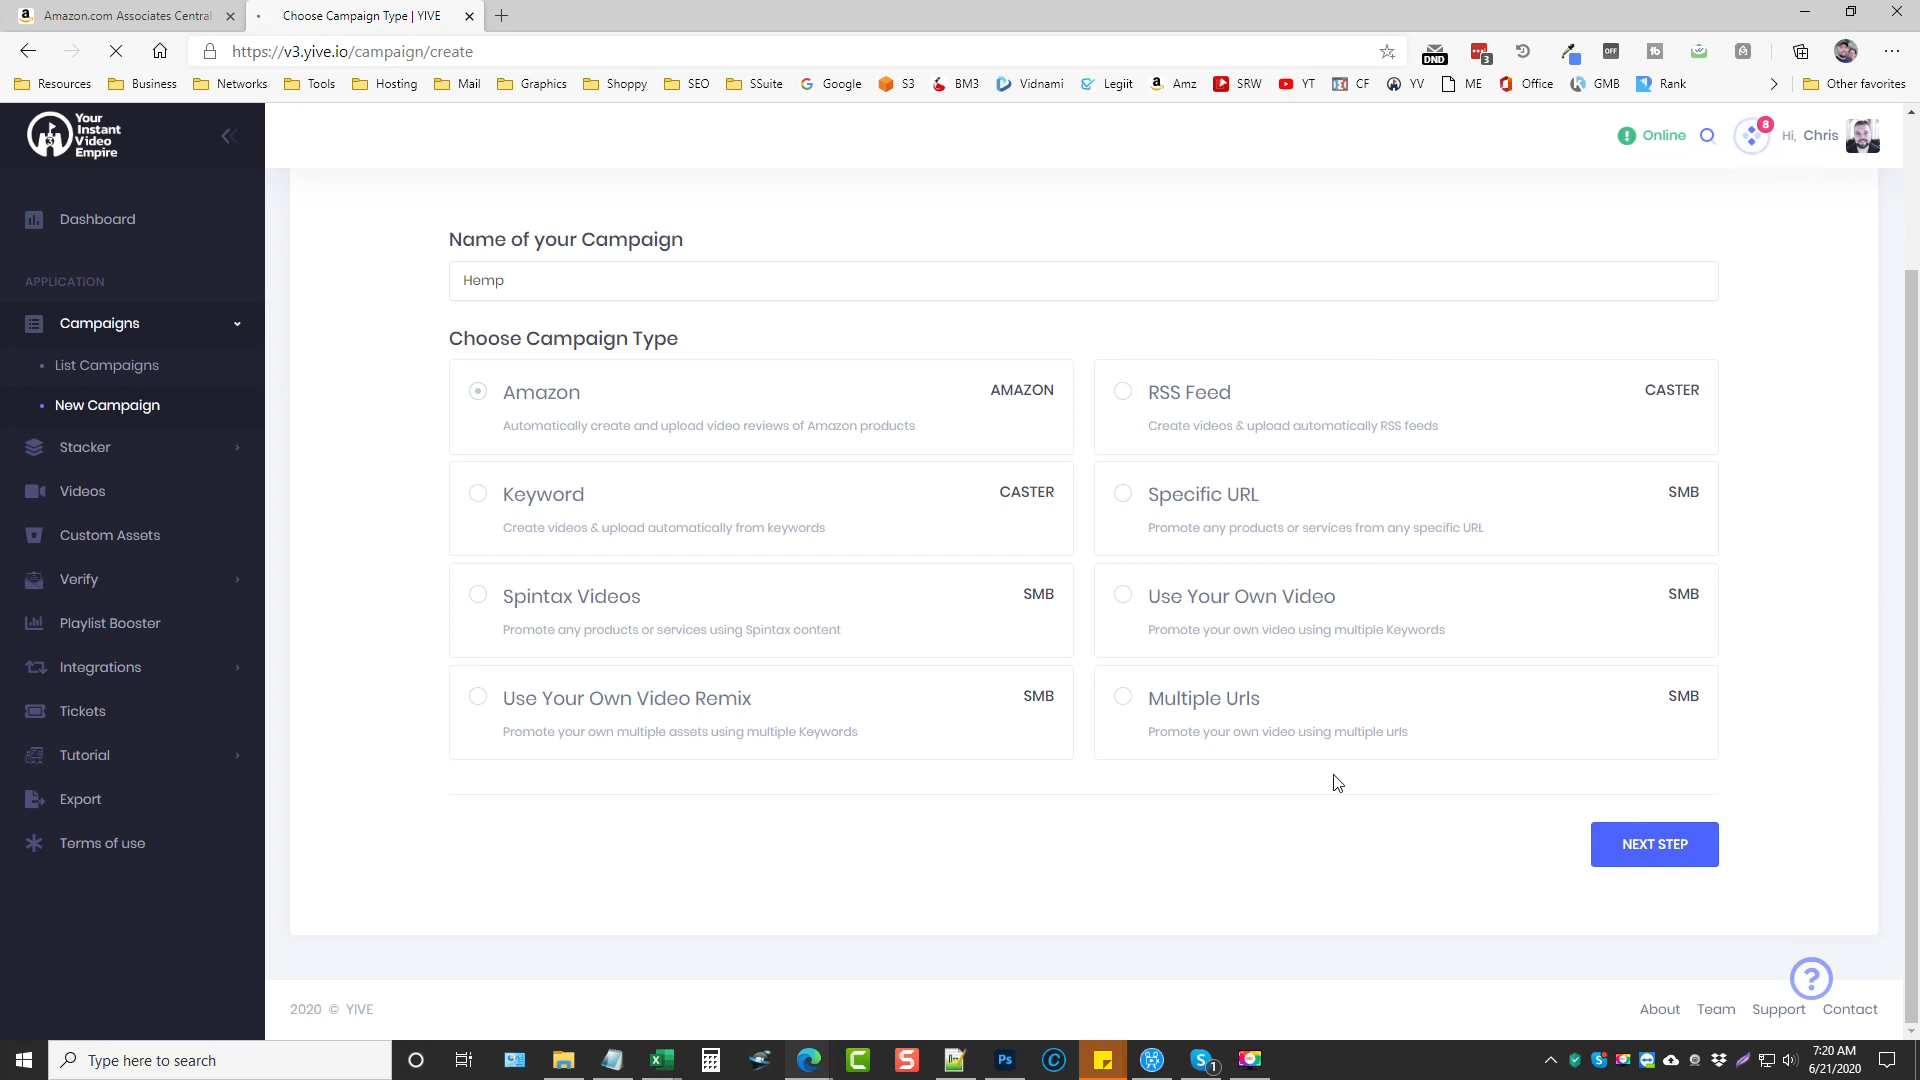 Amazon.com Associates Central
Choose Campaign Type | YIVE
https://v3.yive.io/campaign/create
DND
3
OFF
Resources
Business
Networks
Tools
Hosting
Mail
Graphics
Shoppy
SEO
SSuite
Google
S3
BM3
Vidnami
Legiit
Amz
SRW
YT
CF
YV
ME
Office
GMB
Rank
Other favorites
Your
Instant
Video
Empire
Online
8
Hi, Chris
Dashboard
APPLICATION
Campaigns
List Campaigns
New Campaign
Stacker
Videos
Custom Assets
Verify
Playlist Booster
Integrations
Tickets
Tutorial
Export
Terms of use
Name of your Campaign
Hemp
Choose Campaign Type
Amazon AMAZON
Automatically create and upload video reviews of Amazon products
RSS Feed CASTER
Create videos & upload automatically RSS feeds
Keyword CASTER
Create videos & upload automatically from keywords
Specific URL SMB
Promote any products or services from any specific URL
Spintax Videos SMB
Promote any products or services using Spintax content
Use Your Own Video SMB
Promote your own video using multiple Keywords
Use Your Own Video Remix SMB
Promote your own multiple assets using multiple Keywords
Multiple Urls SMB
Promote your own video using multiple urls
NEXT STEP
?
2020 © YIVE
About
Team
Support
Contact
Type here to search
Ps
1
7:20 AM
6/21/2020